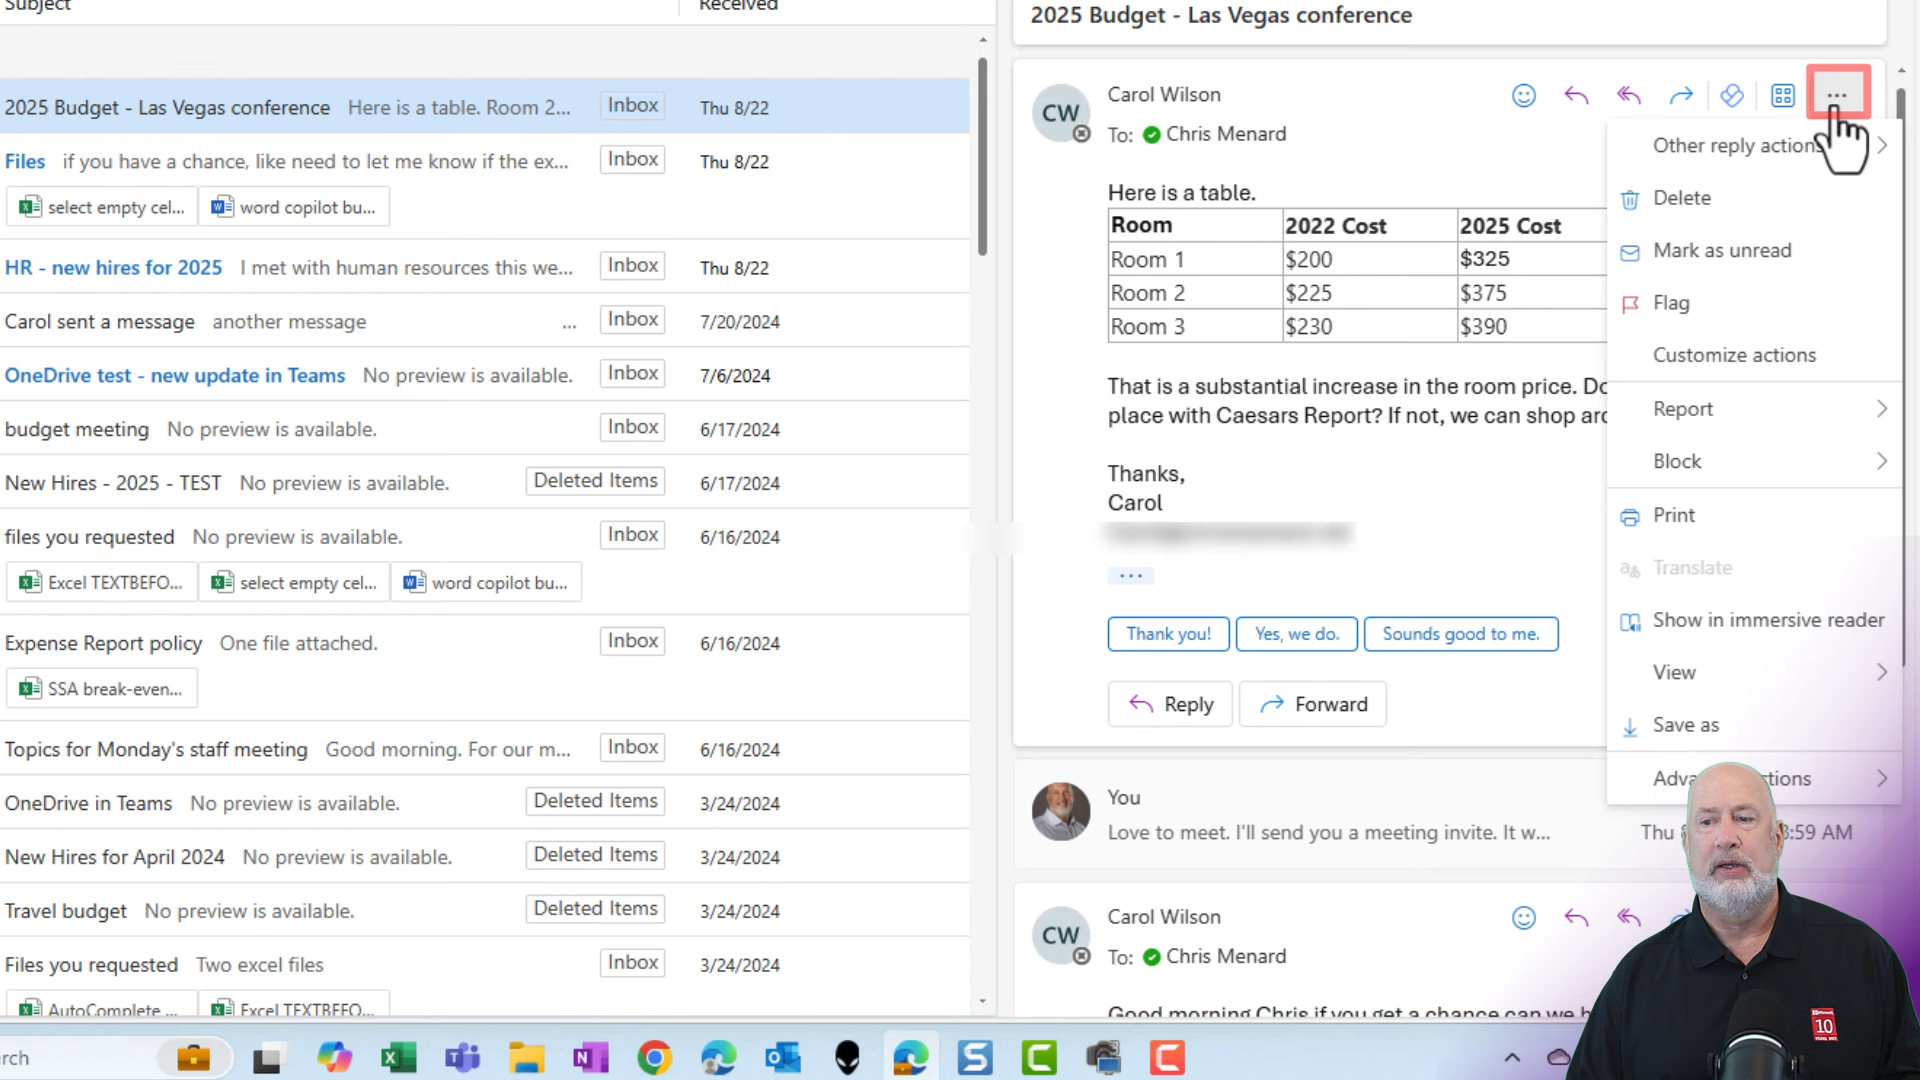 Subject
Received
2025 Budget - Las Vegas conference Here is a table. Room 2... Inbox Thu 8/22
Files if you have a chance, like need to let me know if the ex... Inbox Thu 8/22
select empty cel... word copilot bu...
HR - new hires for 2025 I met with human resources this we... Inbox Thu 8/22
Carol sent a message another message ... Inbox 7/20/2024
OneDrive test - new update in Teams No preview is available. Inbox 7/6/2024
budget meeting No preview is available. Inbox 6/17/2024
New Hires - 2025 - TEST No preview is available. Deleted Items 6/17/2024
files you requested No preview is available. Inbox 6/16/2024
Excel TEXTBEFO... select empty cel... word copilot bu...
Expense Report policy One file attached. Inbox 6/16/2024
SSA break-even...
Topics for Monday's staff meeting Good morning. For our m... Inbox 6/16/2024
OneDrive in Teams No preview is available. Deleted Items 3/24/2024
New Hires for April 2024 No preview is available. Deleted Items 3/24/2024
Travel budget No preview is available. Deleted Items 3/24/2024
Files you requested Two excel files Inbox 3/24/2024
AutoComplete ... Excel TEXTBEFO...
2025 Budget - Las Vegas conference
CW
Carol Wilson
To: Chris Menard
Here is a table.
Room 2022 Cost 2025 Cost
Room 1 $200 $325
Room 2 $225 $375
Room 3 $230 $390
That is a substantial increase in the room price. Do
place with Caesars Report? If not, we can shop
Thanks,
Carol
...
Thank you! Yes, we do. Sounds good to me.
Reply Forward
...
Other reply actions
Delete
Mark as unread
Flag
Customize actions
Report
Block
Print
Translate
Show in immersive reader
View
Save as
You
Love to meet. I'll send you a meeting invite. It w... Thu :59 AM
CW
Carol Wilson
To: Chris Menard
Good morning Chris if you get a chance can we
10